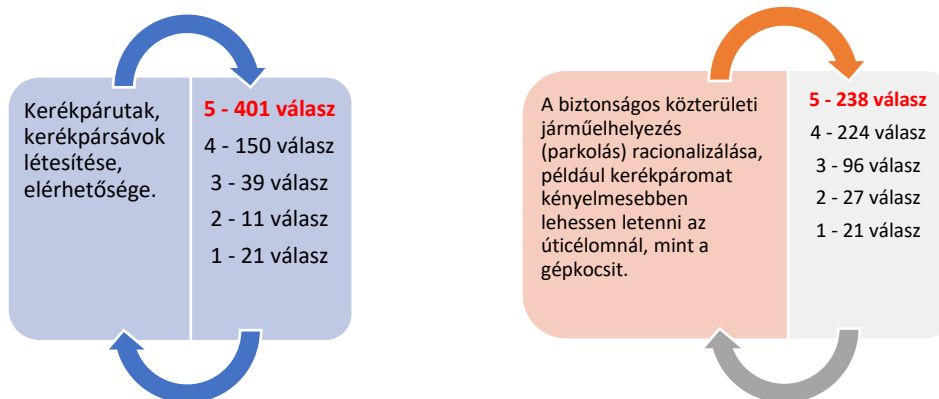 Kerékpárutak,
kerékpársávok
létesítése,
elérhetősége.
5 - 401 válasz
4 - 150 válasz
3 - 39 válasz
2 - 11 válasz
1 - 21 válasz
A biztonságos közterületi
járműelhelyezés
(parkolás) racionalizálása,
például kerékpáromat
kényelmesebben
lehessen letenni az
úticélomnál, mint a
gépkocsit.
5 - 238 válasz
4 - 224 válasz
3 - 96 válasz
2 - 27 válasz
1 - 21 válasz